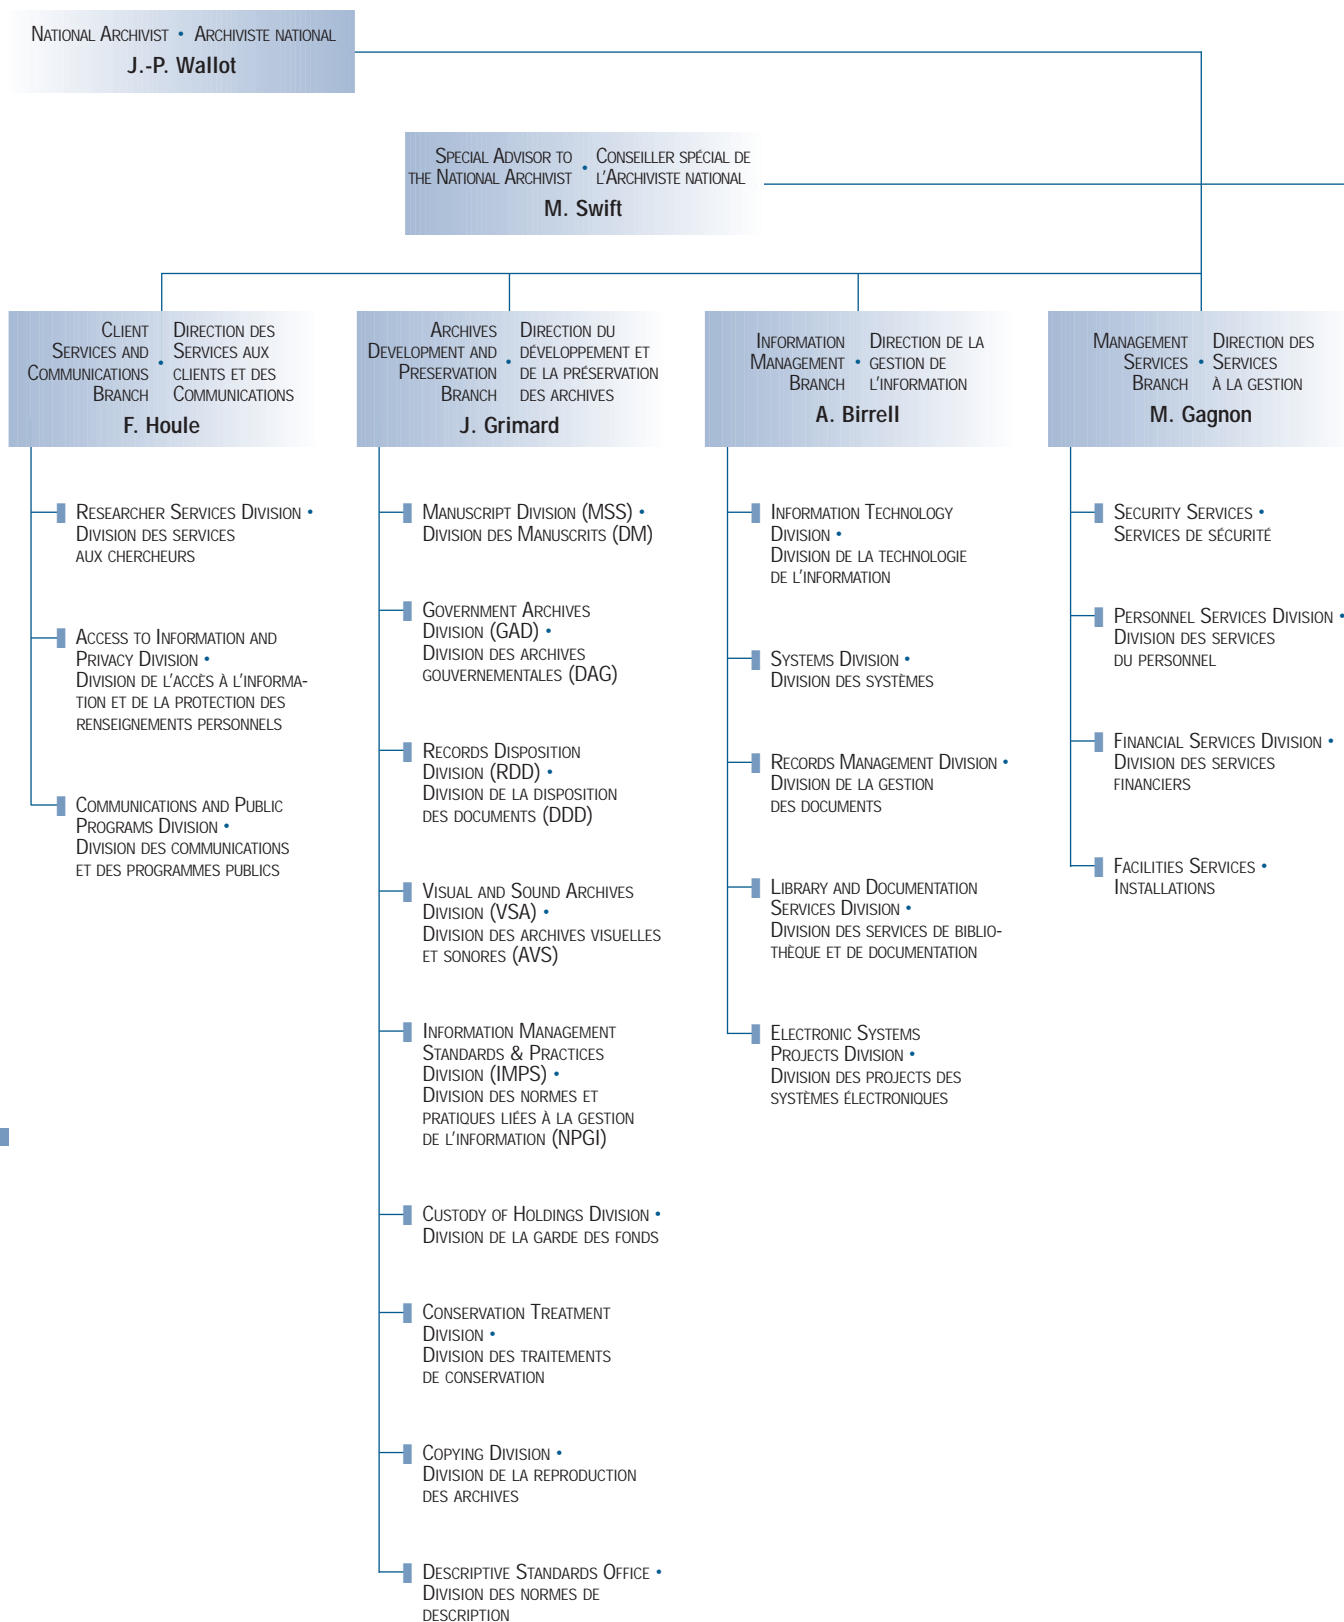 National Archivist • Archiviste national
J.-P. Wallot
Special Advisor to
the National Archivist
•
Conseiller spécial de
l'Archiviste national
M. Swift
Client
Services and
Communications
Branch
•
Direction des
Services aux
clients et des
Communications
F. Houle
Researcher Services Division •
Division des services
aux chercheurs
Access to Information and
Privacy Division •
Division de l'accès à l'informa-
tion et de la protection des
renseignements personnels
Communications and Public
Programs Division •
Division des communications
et des programmes publics
Archives
Development and
Preservation
Branch
•
Direction du
développement et
de la préservation
des archives
J. Grimard
Manuscript Division (MSS) •
Division des Manuscrits (DM)
Government Archives
Division (GAD) •
Division des archives
gouvernementales (DAG)
Records Disposition
Division (RDD) •
Division de la disposition
des documents (DDD)
Visual and Sound Archives
Division (VSA) •
Division des archives visuelles
et sonores (AVS)
Information Management
Standards & Practices
Division (IMPS) •
Division des normes et
pratiques liées à la gestion
de l'information (NPGI)
Custody of Holdings Division •
Division de la garde des fonds
Conservation Treatment
Division •
Division des traitements
de conservation
Copying Division •
Division de la reproduction
des archives
Descriptive Standards Office •
Division des normes de
description
Information
Management
Branch
•
Direction de la
gestion de
l'information
A. Birrell
Information Technology
Division •
Division de la technologie
de l'information
Systems Division •
Division des systèmes
Records Management Division •
Division de la gestion
des documents
Library and Documentation
Services Division •
Division des services de biblio-
thèque et de documentation
Electronic Systems
Projects Division •
Division des projects des
systèmes électroniques
Management
Services
Branch
•
Direction des
Services
à la gestion
M. Gagnon
Security Services •
Services de sécurité
Personnel Services Division •
Division des services
du personnel
Financial Services Division •
Division des services
financiers
Facilities Services •
Installations